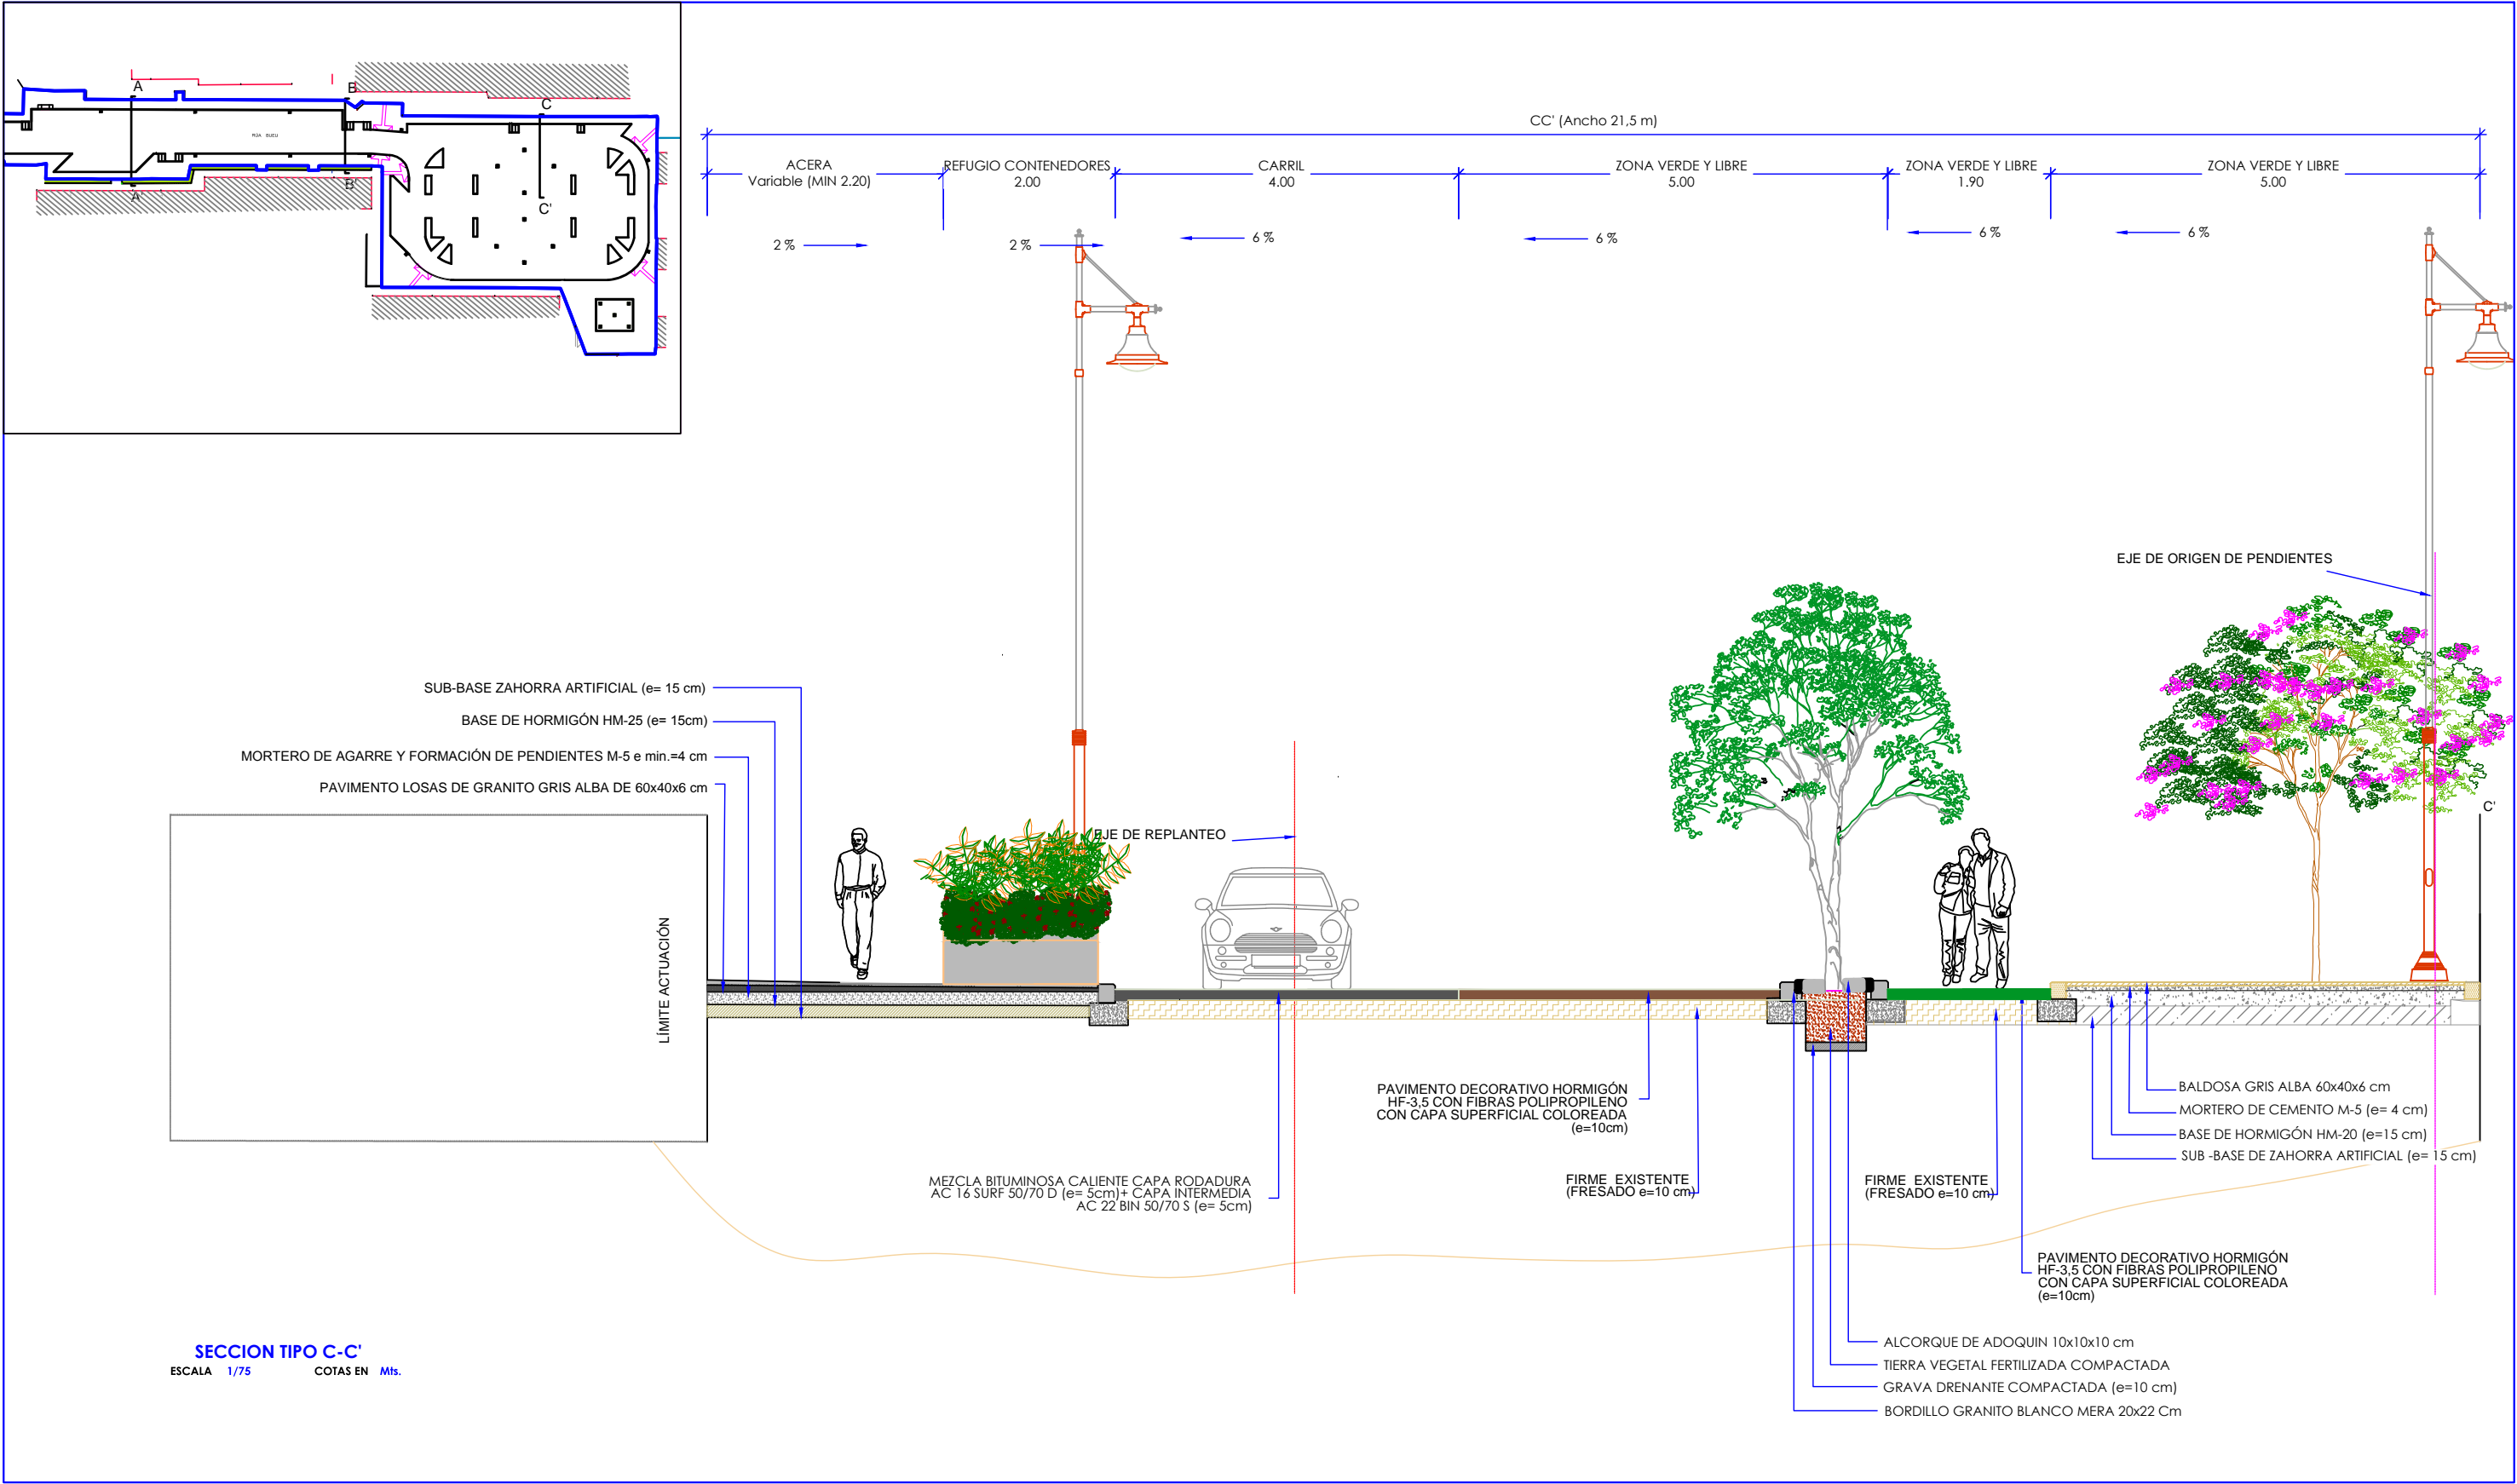 A
B
C
RÚA BUEU
A'
B'
C'
CC' (Ancho 21,5 m)
ACERA
Variable (MIN 2.20)
REFUGIO CONTENEDORES
2.00
CARRIL
4.00
ZONA VERDE Y LIBRE
5.00
ZONA VERDE Y LIBRE
1.90
ZONA VERDE Y LIBRE
5.00
2 %
2 %
6 %
6 %
6 %
6 %
EJE DE ORIGEN DE PENDIENTES
SUB-BASE ZAHORRA ARTIFICIAL (e= 15 cm)
BASE DE HORMIGÓN HM-25 (e= 15cm)
MORTERO DE AGARRE Y FORMACIÓN DE PENDIENTES M-5 e min.=4 cm
PAVIMENTO LOSAS DE GRANITO GRIS ALBA DE 60x40x6 cm
C'
EJE DE REPLANTEO
LÍMITE ACTUACIÓN
PAVIMENTO DECORATIVO HORMIGÓN
HF-3,5 CON FIBRAS POLIPROPILENO
CON CAPA SUPERFICIAL COLOREADA
(e=10cm)
BALDOSA GRIS ALBA 60x40x6 cm
MORTERO DE CEMENTO M-5 (e= 4 cm)
BASE DE HORMIGÓN HM-20 (e=15 cm)
SUB -BASE DE ZAHORRA ARTIFICIAL (e= 15 cm)
MEZCLA BITUMINOSA CALIENTE CAPA RODADURA
AC 16 SURF 50/70 D (e= 5cm)+ CAPA INTERMEDIA
AC 22 BIN 50/70 S (e= 5cm)
FIRME EXISTENTE
(FRESADO e=10 cm)
FIRME EXISTENTE
(FRESADO e=10 cm)
PAVIMENTO DECORATIVO HORMIGÓN
HF-3,5 CON FIBRAS POLIPROPILENO
CON CAPA SUPERFICIAL COLOREADA
(e=10cm)
ALCORQUE DE ADOQUIN 10x10x10 cm
TIERRA VEGETAL FERTILIZADA COMPACTADA
GRAVA DRENANTE COMPACTADA (e=10 cm)
BORDILLO GRANITO BLANCO MERA 20x22 Cm
SECCION TIPO C-C'
ESCALA 1/75 COTAS EN Mts.